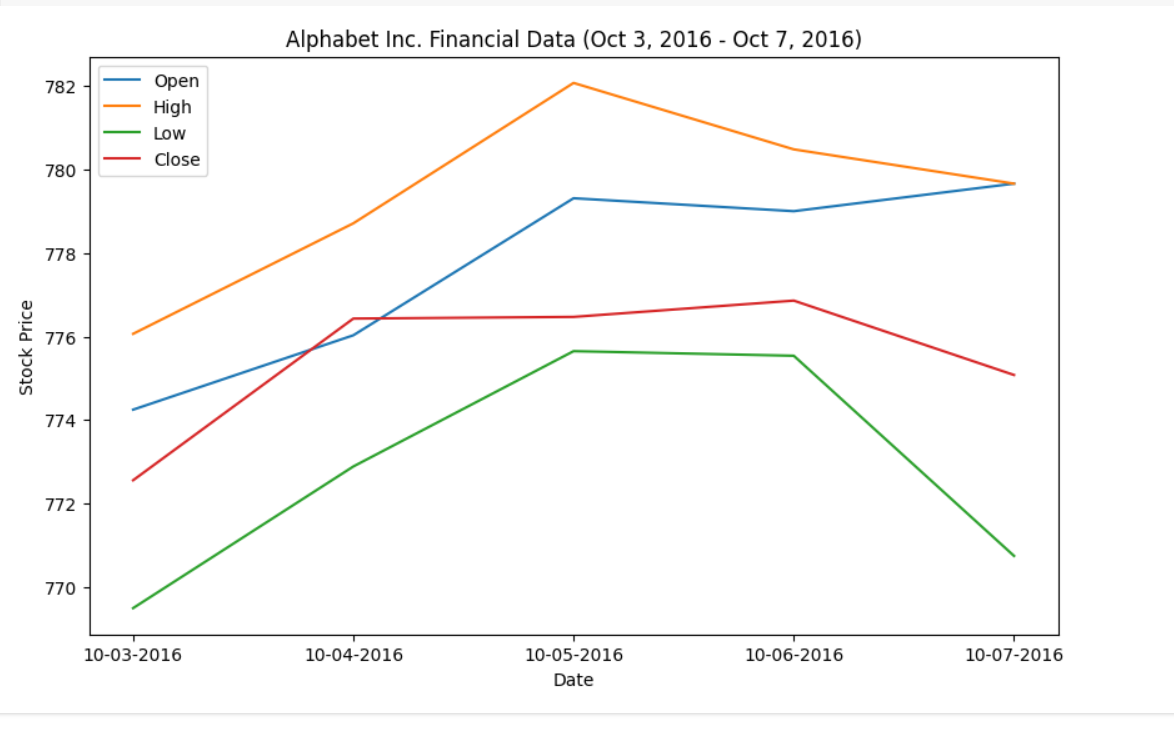 Alphabet Inc. Financial Data (Oct 3, 2016 - Oct 7, 2016)
Open
High
Low
Close
782
780
778
776
774
772
770
Stock Price
10-03-2016 10-04-2016 10-05-2016 10-06-2016 10-07-2016
Date